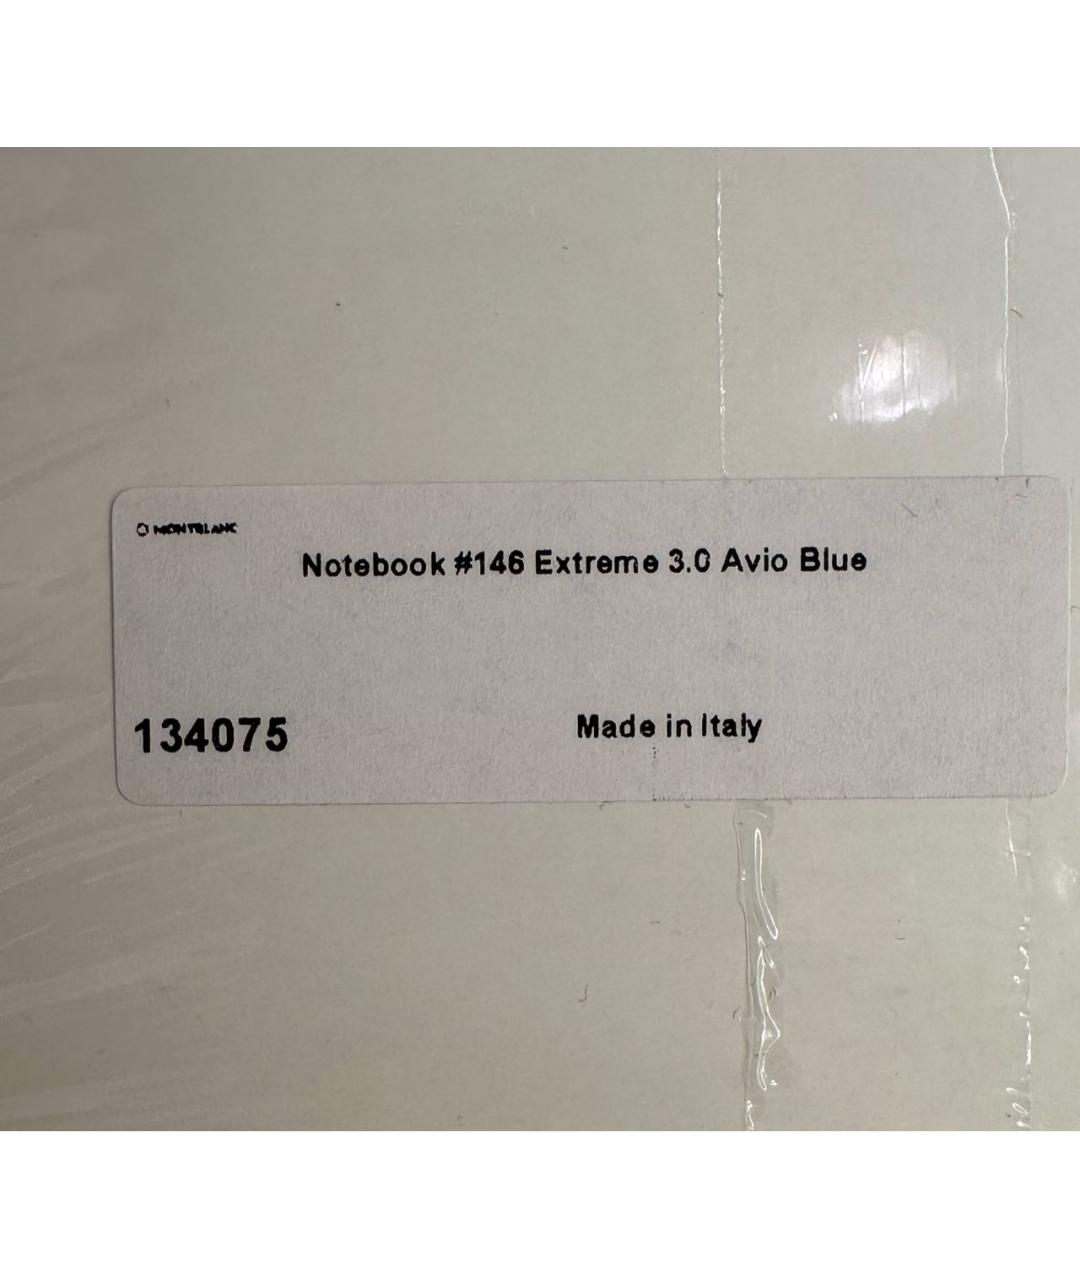 MONTBLANC
Notebook #146 Extreme 3.0 Avio Blue
134075
Made in Italy